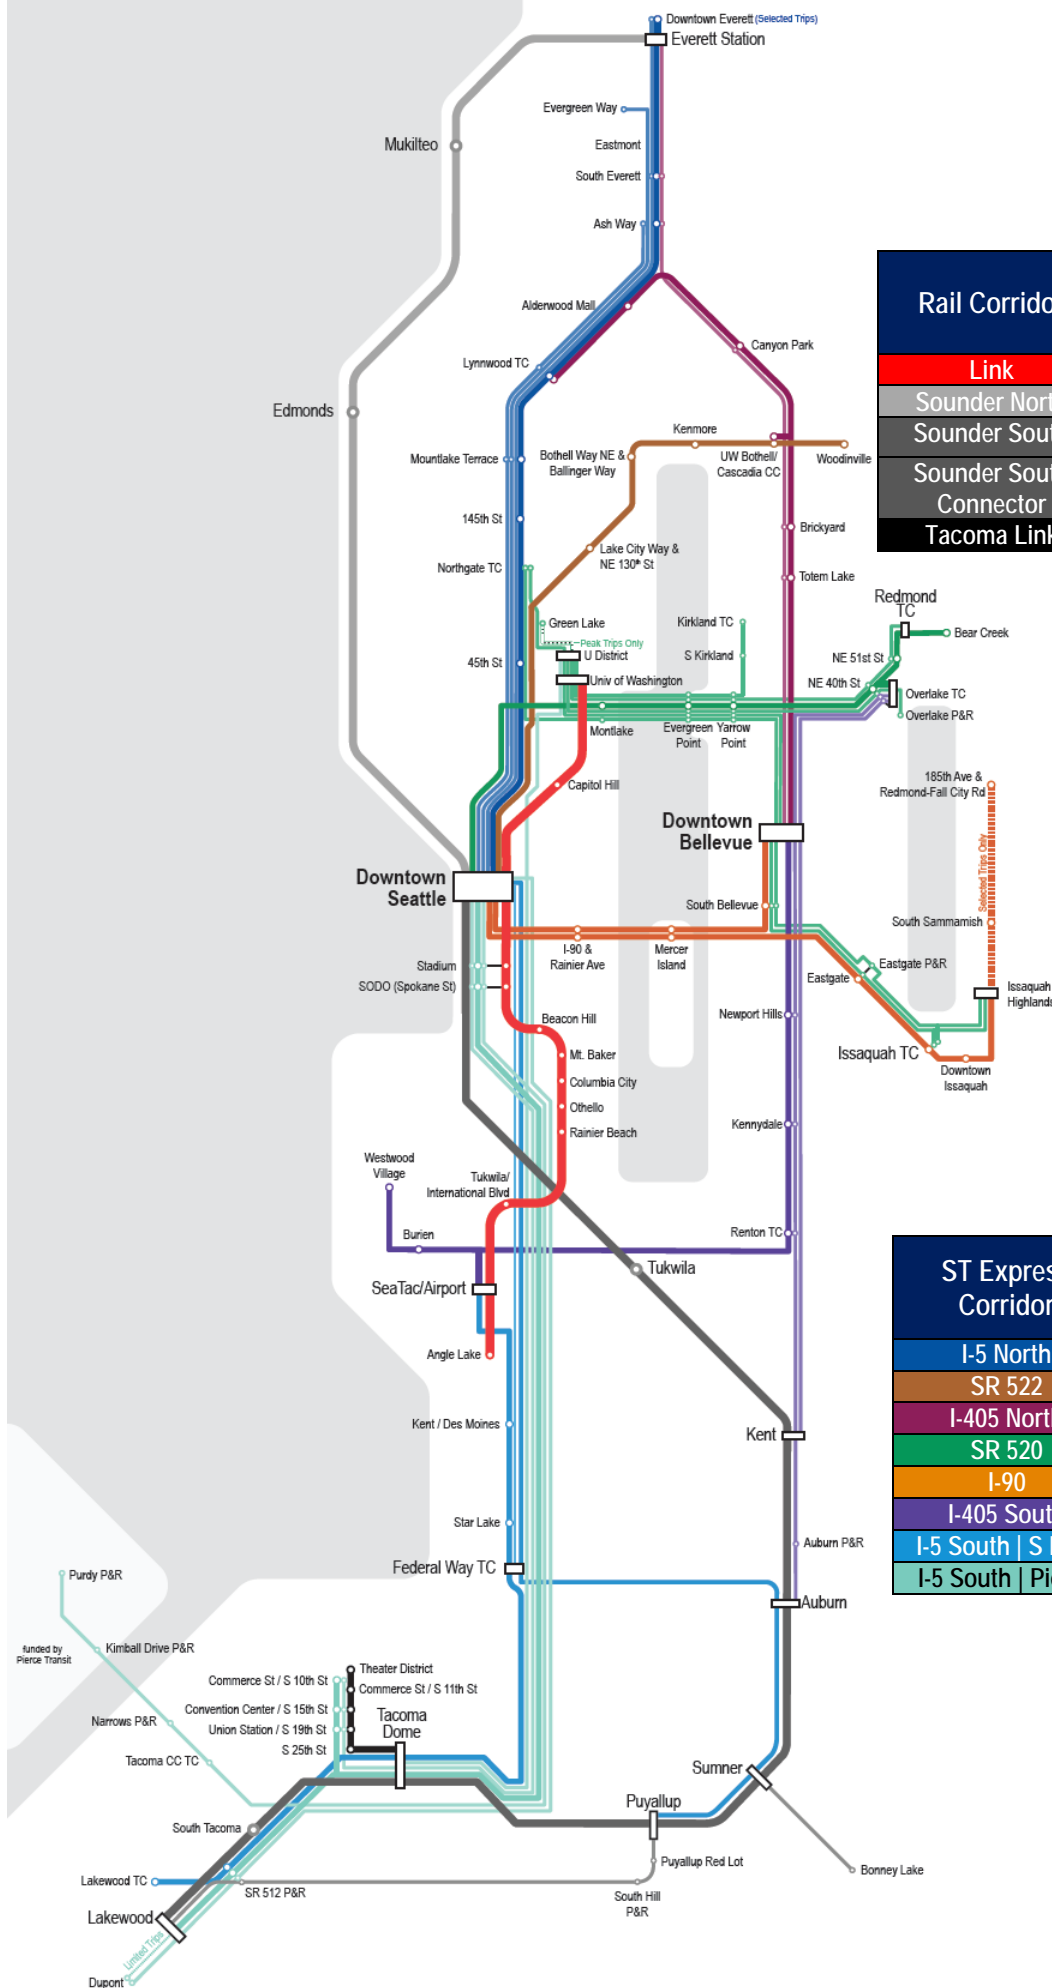 Downtown Everett (Selected Trips)
Everett Station
Evergreen Way
Mukilteo
Eastmont
South Everett
Ash Way
Alderwood Mall
Canyon Park
Lynnwood TC
Edmonds
Kenmore
Mountlake Terrace
Bothell Way NE &
Ballinger Way
UW Bothell/
Cascadia CC
Woodinville
145th St
Brickyard
Lake City Way &
NE 130th St
Northgate TC
Totem Lake
Redmond
TC
Green Lake
Kirkland TC
Bear Creek
Peak Trips Only
U District
S Kirkland
NE 51st St
45th St
Univ of Washington
NE 40th St
Overlake TC
Overlake P&R
Montlake
Evergreen
Point
Yarrow
Point
Capitol Hill
185th Ave &
Redmond-Fall City Rd
Downtown
Bellevue
Selected Trips Only
Downtown
Seattle
South Bellevue
South Sammamish
I-90 &
Rainier Ave
Mercer
Island
Stadium
Eastgate P&R
Eastgate
SODO (Spokane St)
Issaquah
Highlands
Beacon Hill
Newport Hills
Mt. Baker
Issaquah TC
Downtown
Issaquah
Columbia City
Othello
Kennydale
Rainier Beach
Westwood
Village
Tukwila/
International Blvd
Burien
Renton TC
Tukwila
SeaTac/Airport
Angle Lake
Kent / Des Moines
Kent
Star Lake
Auburn P&R
Federal Way TC
Auburn
Purdy P&R
funded by
Pierce Transit
Kimball Drive P&R
Theater District
Commerce St / S 10th St
Commerce St / S 11th St
Convention Center / S 15th St
Tacoma
Dome
Narrows P&R
Union Station / S 19th St
S 25th St
Tacoma CC TC
Sumner
Puyallup
South Tacoma
Puyallup Red Lot
Bonney Lake
Lakewood TC
SR 512 P&R
South Hill
P&R
Lakewood
Limited Trips
Dupont
Rail Corrido
Link
Sounder Nort
Sounder Sout
Sounder Sout
Connector
Tacoma Link
ST Expres
Corridor
I-5 North
SR 522
I-405 North
SR 520
I-90
I-405 Sout
I-5 South | S
I-5 South | Pie